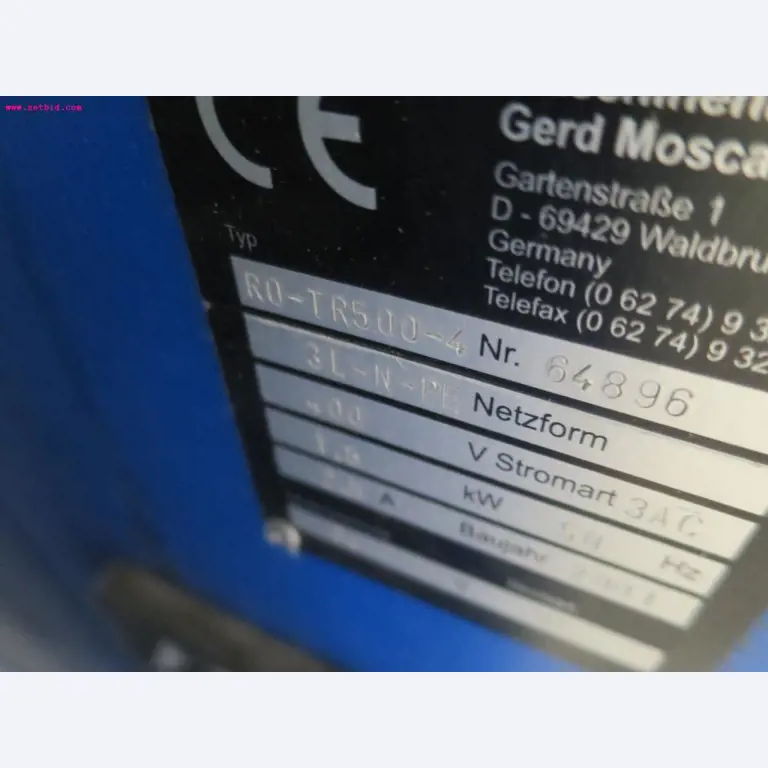 www.netbid.com
CE
Gerd Mosca
Gartenstraße 1
D - 69429 Waldbru
Germany
Telefon (0 62 74) 9 3
Telefax (0 62 74) 9 32
Typ
RO-TR500-4 Nr. 64896
3L-N-PE Netzform
400 V Stromart 3AC
kW 50 Hz
A Baujahr